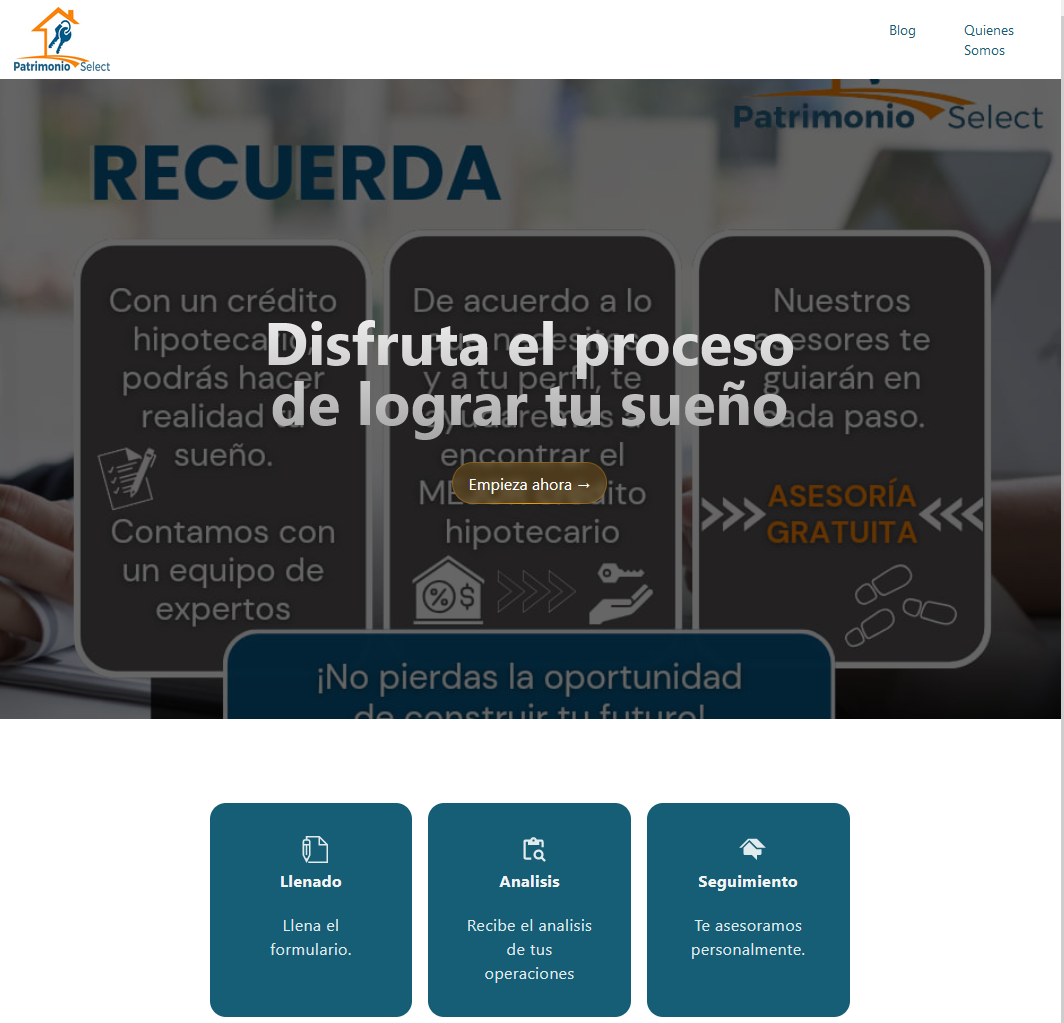 Patrimonio Select
Blog
Quienes
Somos
Patrimonio Select
RECUERDA
Con un crédito
hipotecario,
podrás hacer
realidad tu
sueño.
Contamos con
un equipo de
expertos
De acuerdo a lo
que necesites
y a tu perfil, te
ayudaremos a
encontrar el
hipotecario
Nuestros
asesores te
guiarán en
cada paso.
ASESORÍA
GRATUITA
¡No pierdas la oportunidad
de construir tu futuro!
Disfruta el proceso
de lograr tu sueño
Empieza ahora →
Llenado
Llena el
formulario.
Analisis
Recibe el analisis
de tus
operaciones
Seguimiento
Te asesoramos
personalmente.